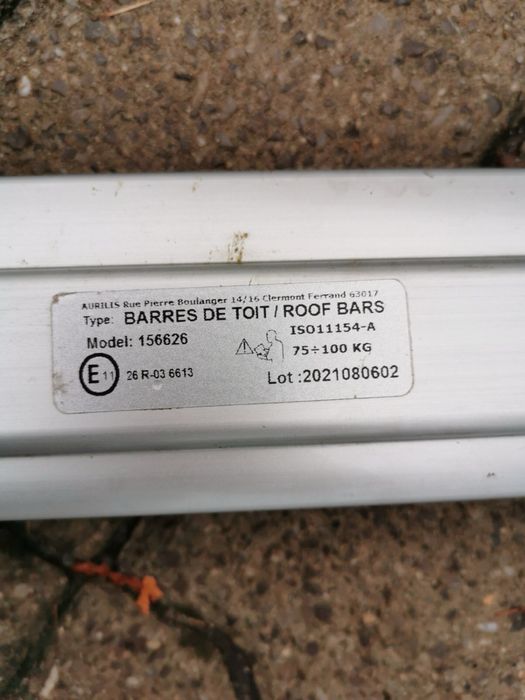 AURILIS Rue Pierre Boulanger 14/16 Clermont Ferrand 63017
Type: BARRES DE TOIT / ROOF BARS
Model: 156626
ISO11154-A
75÷100 KG
E11 26 R-03 6613
Lot :2021080602